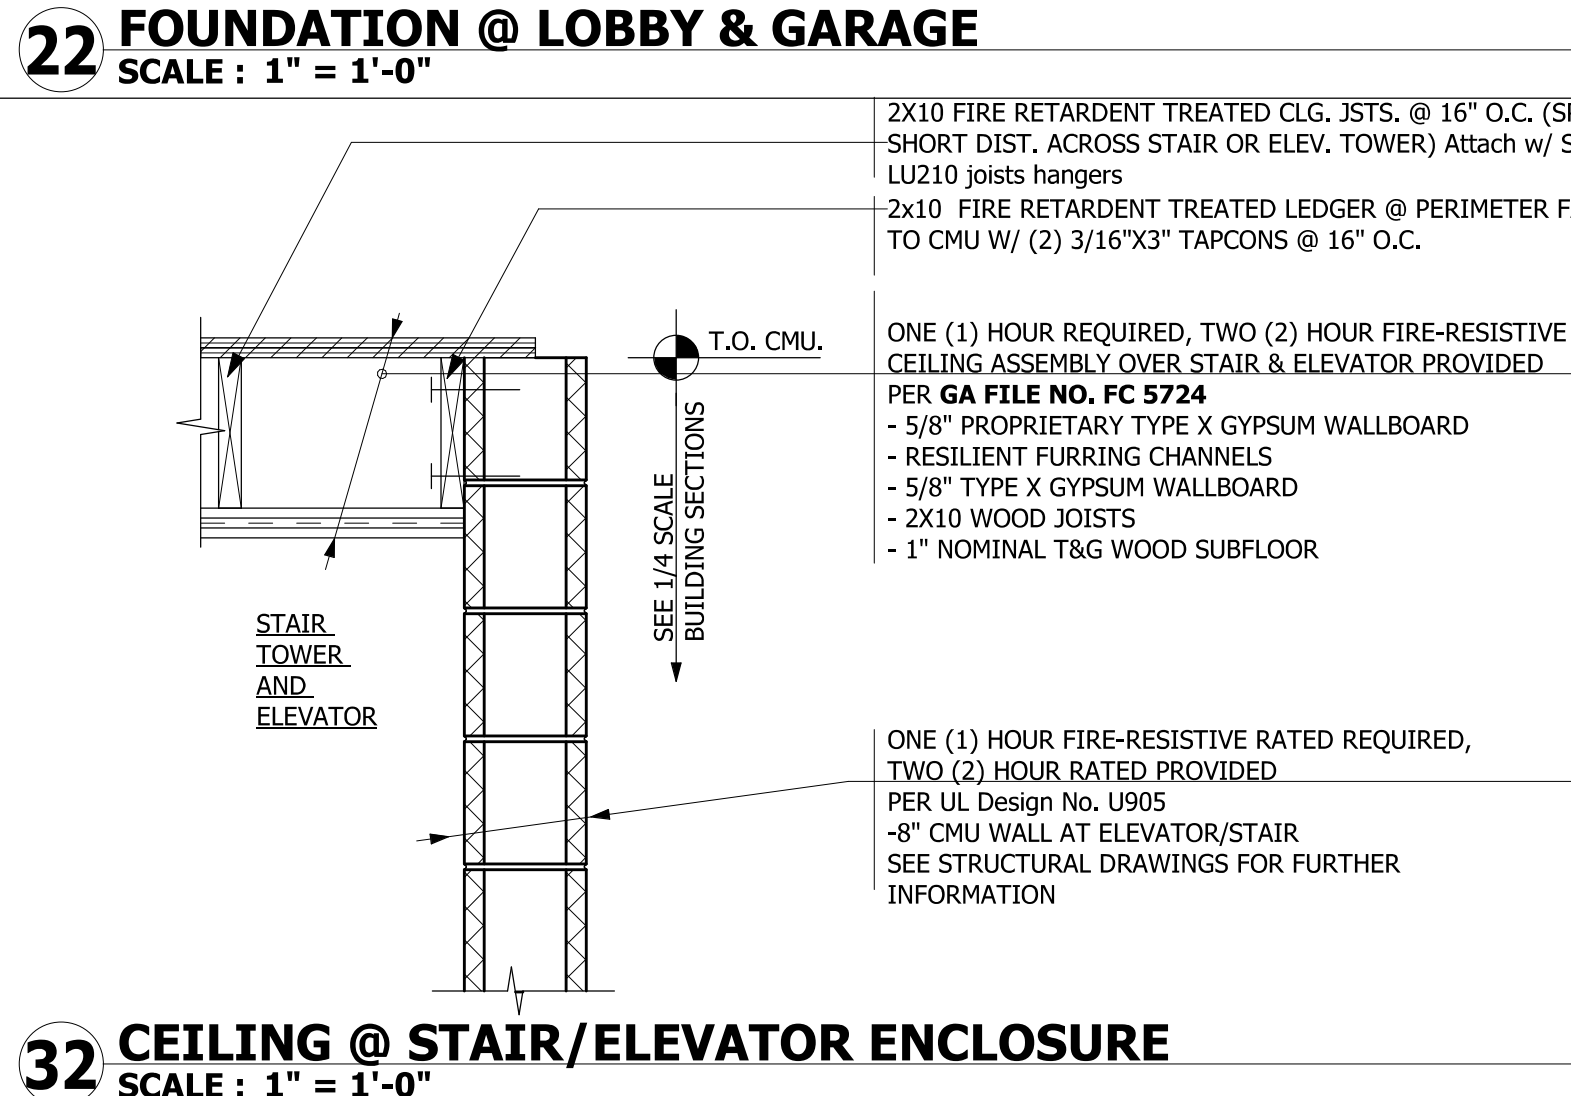 22 FOUNDATION @ LOBBY & GARAGE
SCALE : 1" = 1'-0"
2X10 FIRE RETARDENT TREATED CLG. JSTS. @ 16" O.C.
SHORT DIST. ACROSS STAIR OR ELEV. TOWER) Attach w/
LU210 joists hangers
2x10 FIRE RETARDENT TREATED LEDGER @ PERIMETER
TO CMU W/ (2) 3/16"X3" TAPCONS @ 16" O.C.
T.O. CMU.
ONE (1) HOUR REQUIRED, TWO (2) HOUR FIRE-RESISTIVE
CEILING ASSEMBLY OVER STAIR & ELEVATOR PROVIDED
PER GA FILE NO. FC 5724
- 5/8" PROPRIETARY TYPE X GYPSUM WALLBOARD
- RESILIENT FURRING CHANNELS
- 5/8" TYPE X GYPSUM WALLBOARD
- 2X10 WOOD JOISTS
- 1" NOMINAL T&G WOOD SUBFLOOR
SEE 1/4 SCALE
BUILDING SECTIONS
STAIR
TOWER
AND
ELEVATOR
ONE (1) HOUR FIRE-RESISTIVE RATED REQUIRED,
TWO (2) HOUR RATED PROVIDED
PER UL Design No. U905
-8" CMU WALL AT ELEVATOR/STAIR
SEE STRUCTURAL DRAWINGS FOR FURTHER
INFORMATION
32 CEILING @ STAIR/ELEVATOR ENCLOSURE
SCALE : 1" = 1'-0"